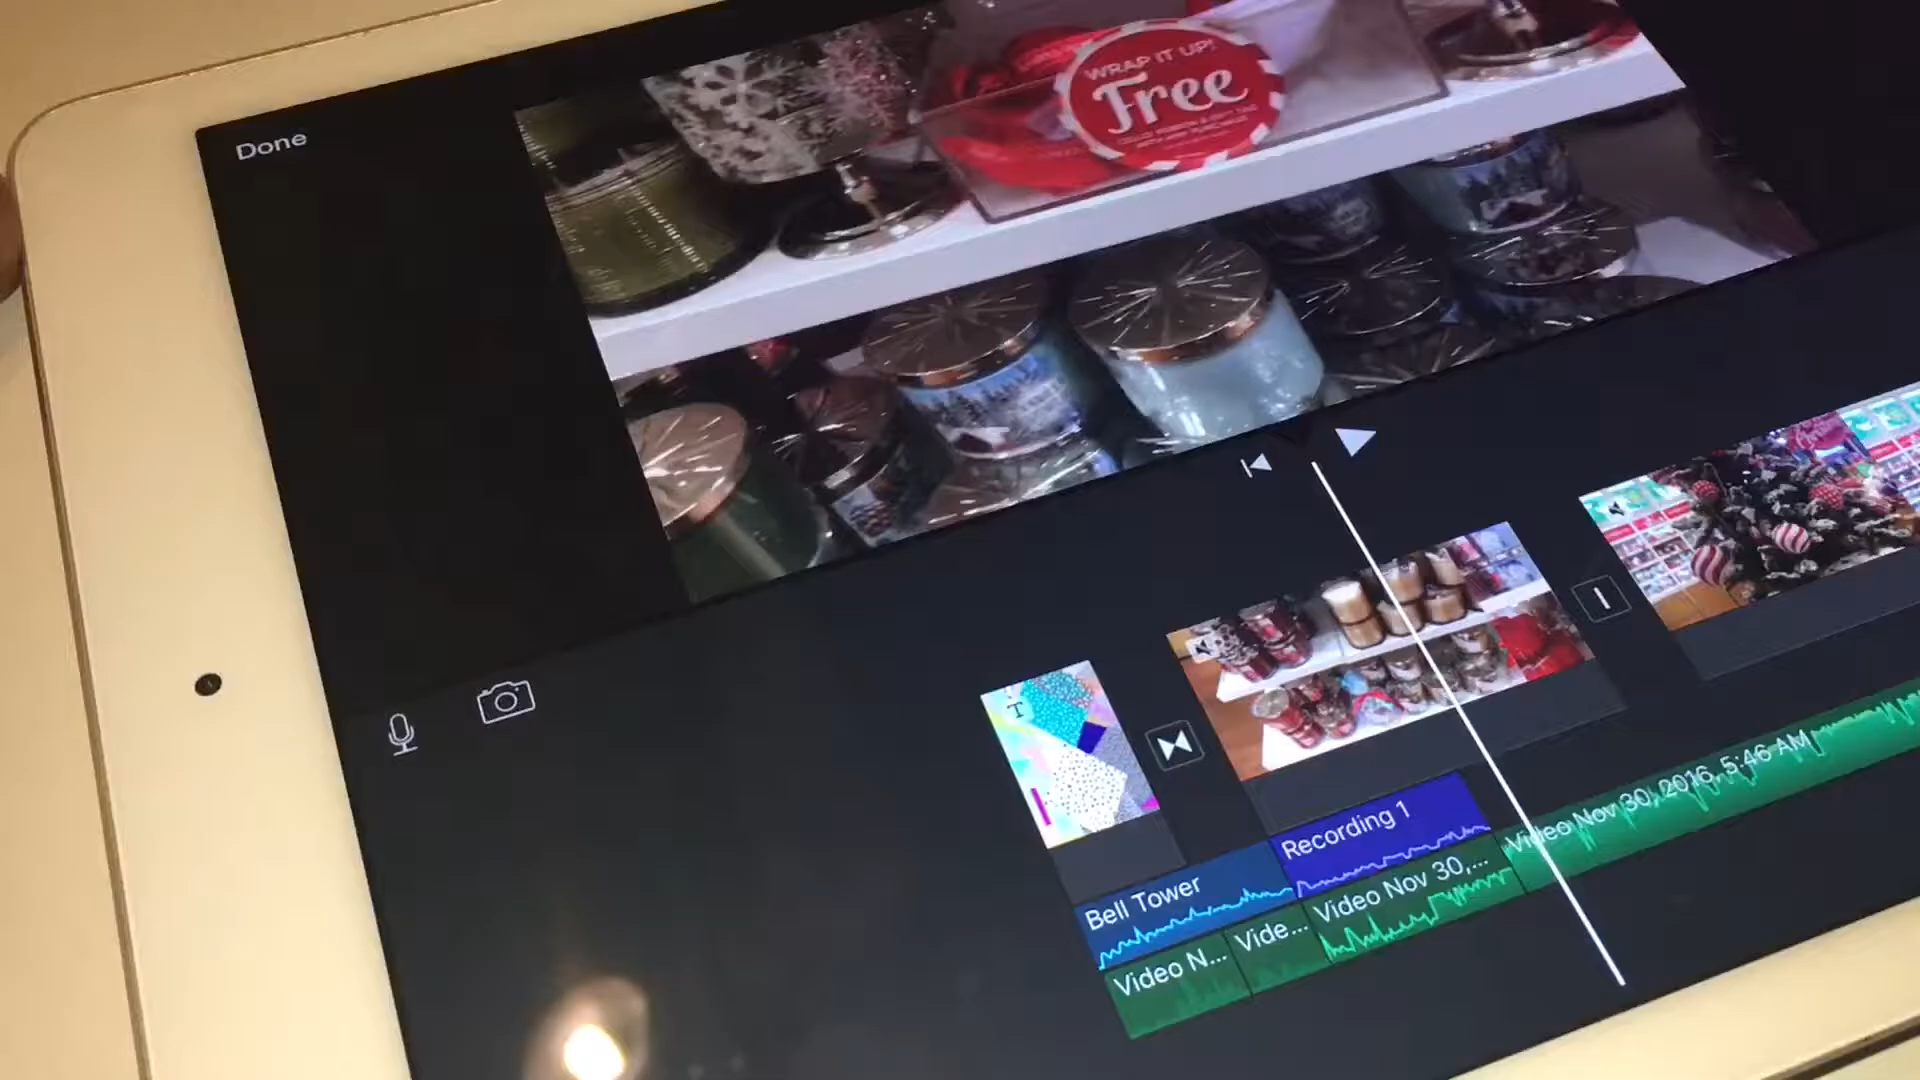 Done
WRAP IT UP!
Free
T
Recording 1
Video Nov 30, 2016, 5:46 AM
Bell Tower
Video Nov 30,...
Vide...
Video N...